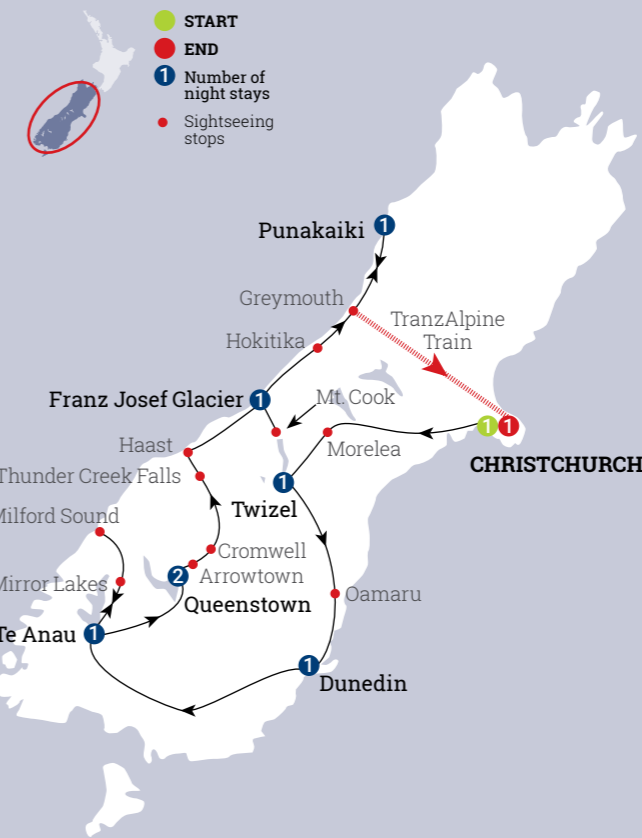 START
END
1 Number of
night stays
Sightseeing
stops
Punakaiki 1
Greymouth
TranzAlpine
Train
Hokitika
Franz Josef Glacier 1
Mt. Cook
Haast
Morelea
1 1
CHRISTCHURCH
Thunder Creek Falls
Twizel
1
Milford Sound
Cromwell
Arrowtown
Mirror Lakes
2
Queenstown
Oamaru
Te Anau 1
1
Dunedin